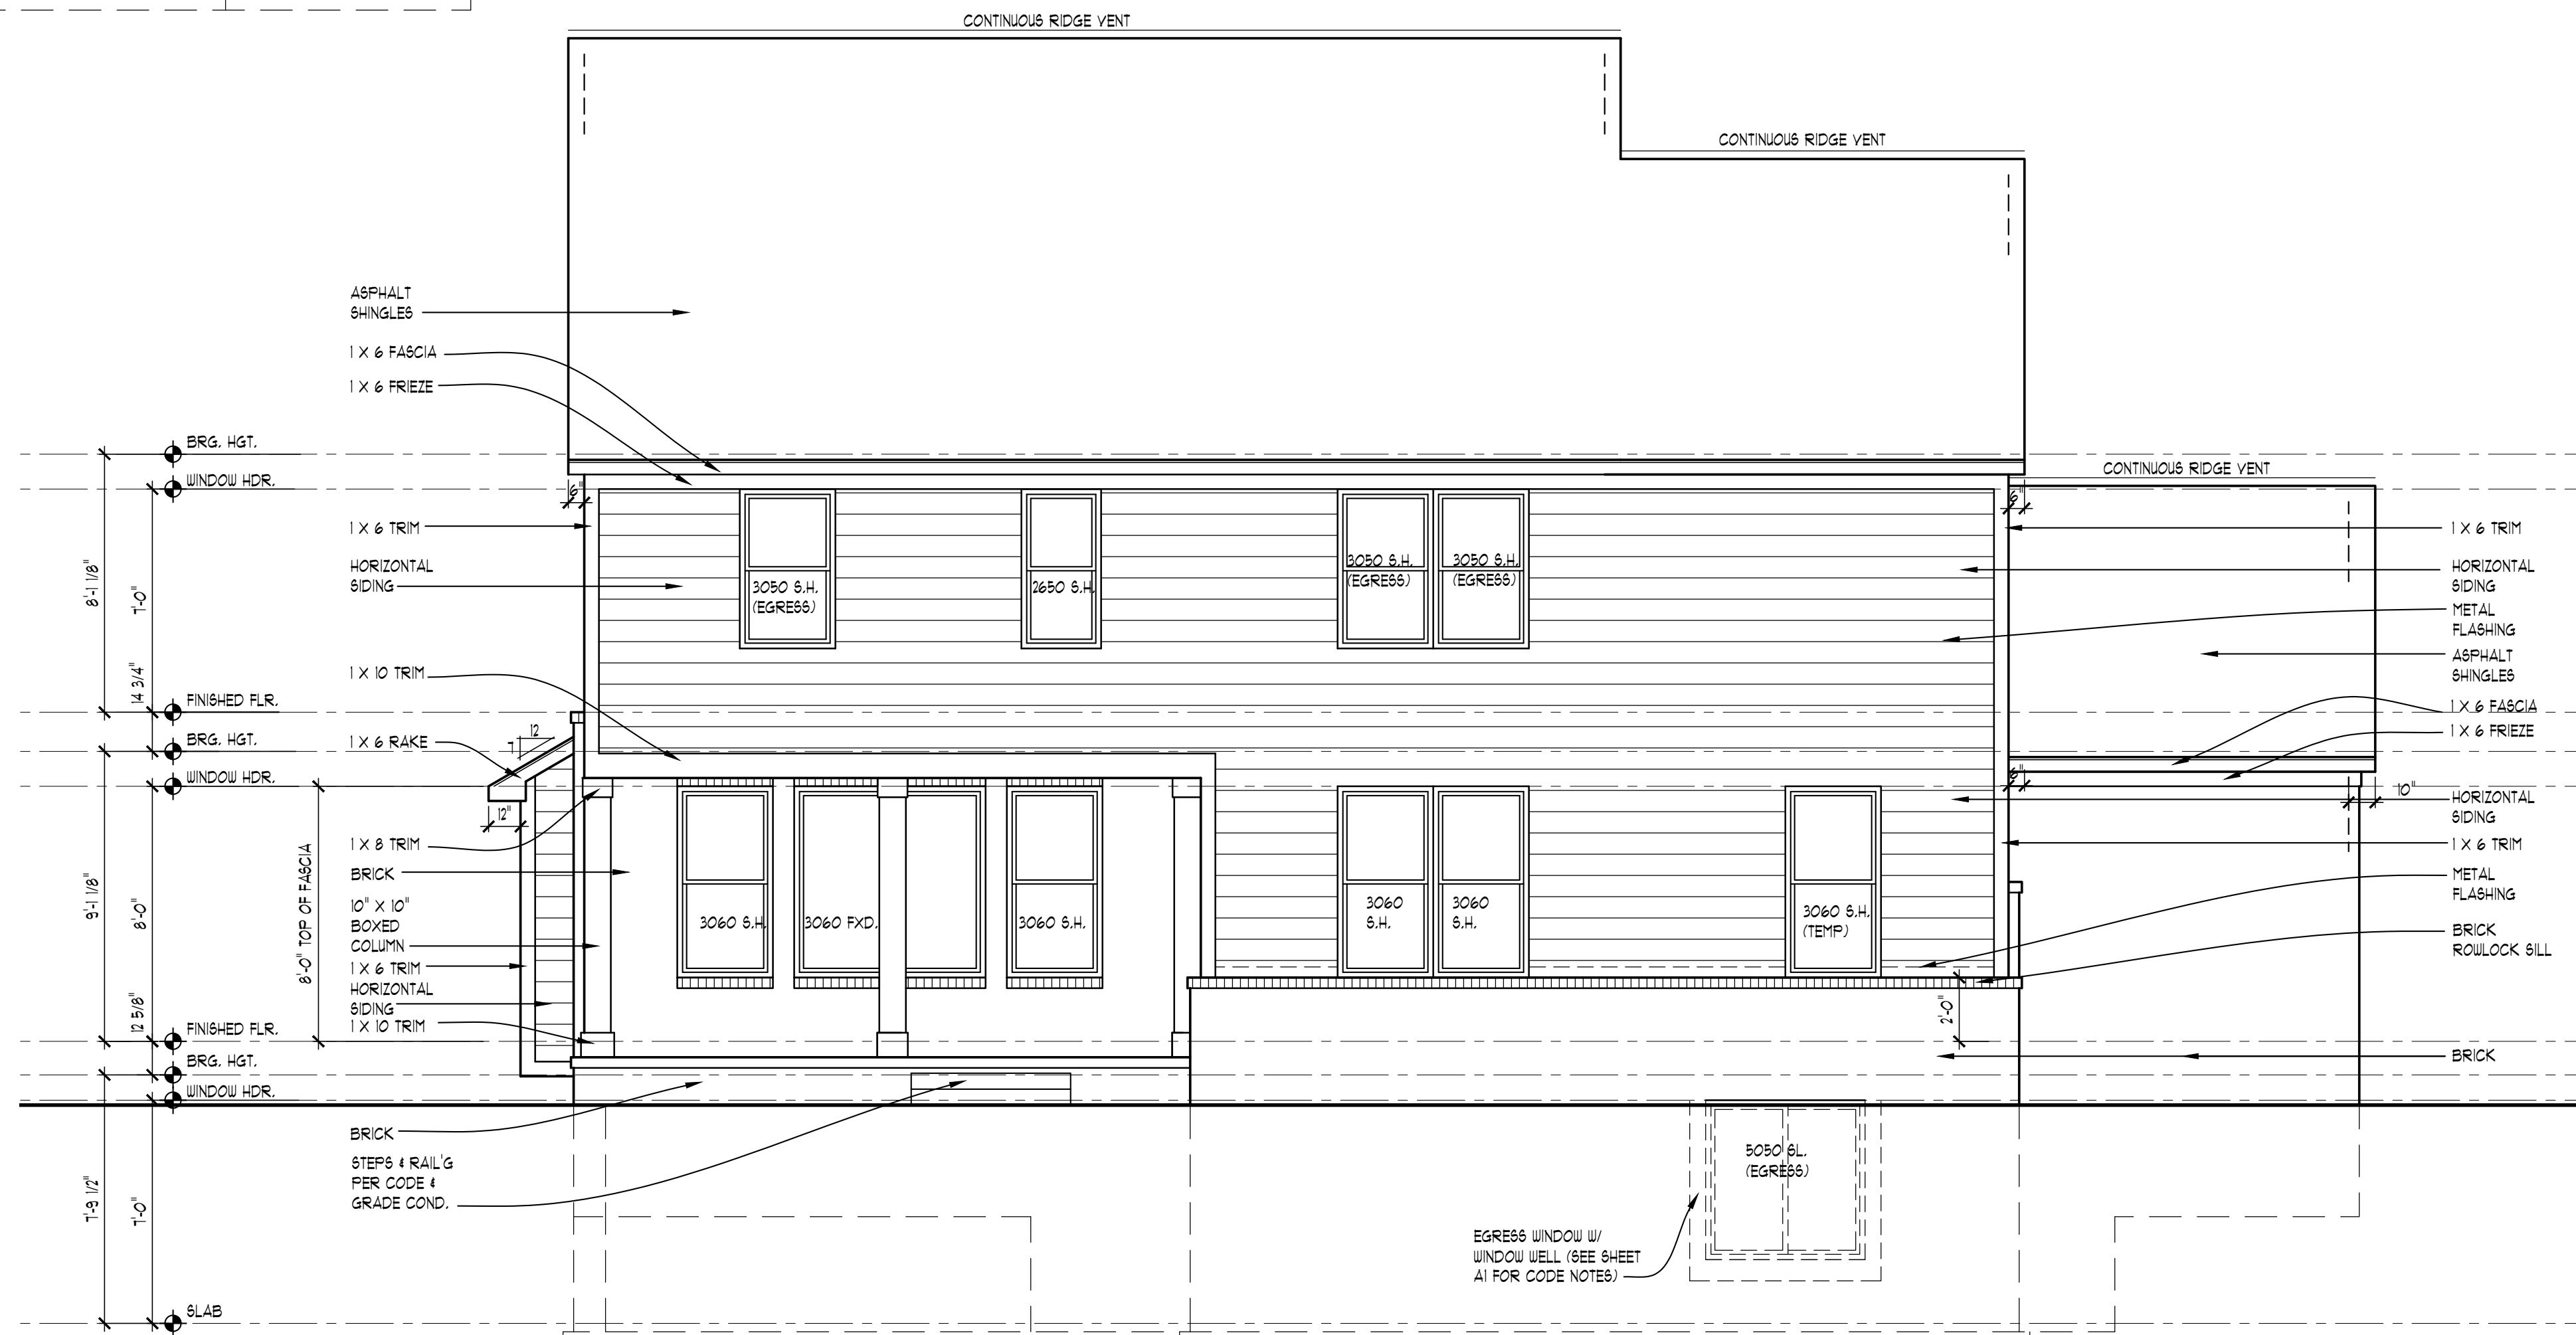 CONTINUOUS RIDGE VENT
CONTINUOUS RIDGE VENT
ASPHALT
SHINGLES
1 X 6 FASCIA
1 X 6 FRIEZE
BRG. HGT.
WINDOW HDR.
CONTINUOUS RIDGE VENT
6"
6"
1 X 6 TRIM
HORIZONTAL
SIDING
8'-1 1/8"
7'-0"
14 3/4"
3050 S.H.
(EGRESS)
2650 S.H.
3050 S.H.
(EGRESS)
3050 S.H.
(EGRESS)
1 X 6 TRIM
HORIZONTAL
SIDING
METAL
FLASHING
ASPHALT
SHINGLES
1 X 6 FASCIA
1 X 6 FRIEZE
1 X 10 TRIM
FINISHED FLR.
BRG. HGT.
WINDOW HDR.
1 X 6 RAKE
12
7
12"
6"
10"
1 X 8 TRIM
BRICK
10" X 10"
BOXED
COLUMN
1 X 6 TRIM
HORIZONTAL
SIDING
1 X 10 TRIM
9'-1 1/8"
8'-0"
12 5/8"
8'-0" TOP OF FASCIA
3060 S.H.
3060 FXD.
3060 S.H.
3060
S.H.
3060
S.H.
3060 S.H.
(TEMP)
HORIZONTAL
SIDING
1 X 6 TRIM
METAL
FLASHING
BRICK
ROWLOCK SILL
2'-0"
BRICK
FINISHED FLR.
BRG. HGT.
WINDOW HDR.
BRICK
STEPS & RAIL'G
PER CODE &
GRADE COND.
7'-9 1/2"
7'-0"
5050 SL.
(EGRESS)
EGRESS WINDOW W/
WINDOW WELL (SEE SHEET
A1 FOR CODE NOTES)
SLAB